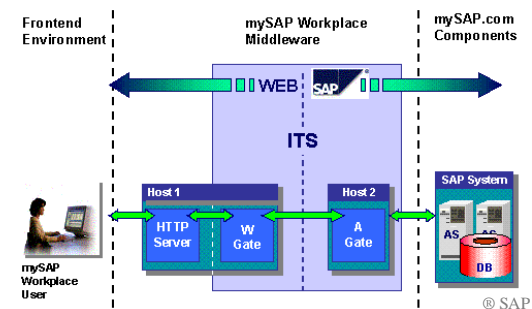 Frontend
Environment
mySAP Workplace
Middleware
mySAP.com
Components
WEB
SAP
ITS
Host 1
Host 2
SAP System
HTTP
Server
W
Gate
A
Gate
AS
AS
DB
mySAP
Workplace
User
® SAP